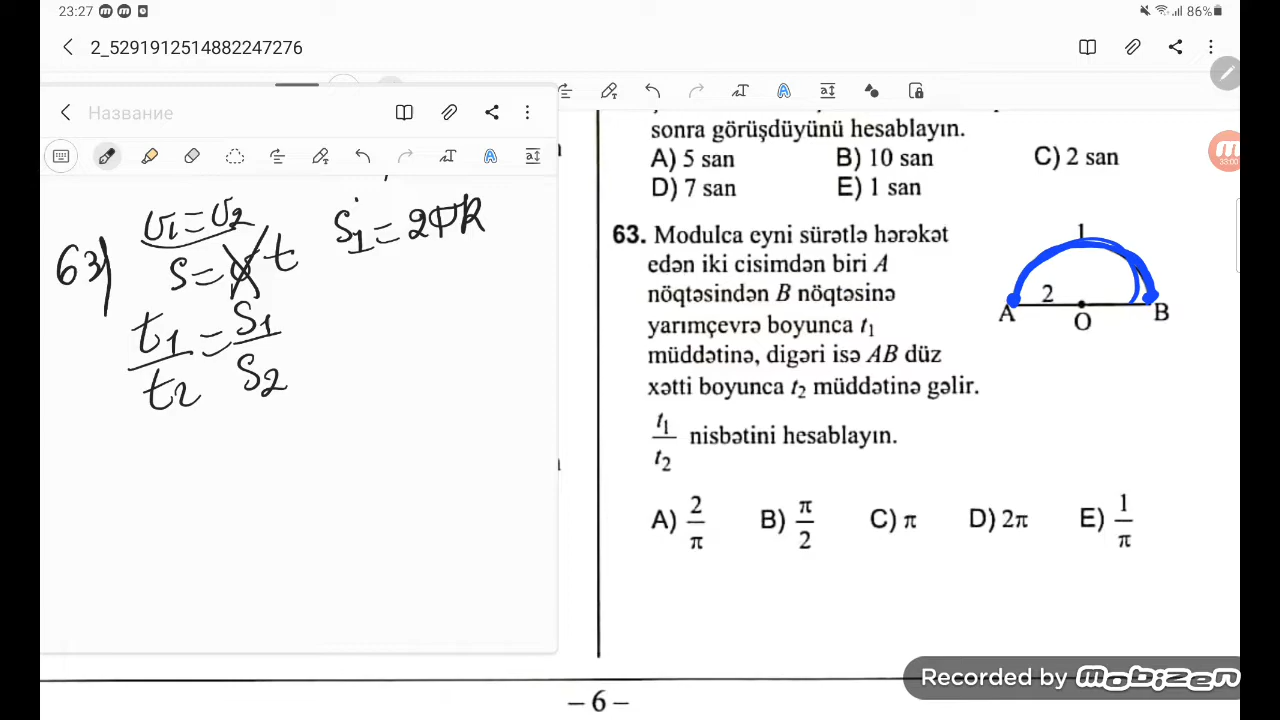 23:27
86%
2_5291912514882247276
Название
63) υ₁=υ₂
S=υt
t₁/t₂=S₁/S₂
S₁=2πR
sonra görüşdüyünü hesablayın.
A) 5 san B) 10 san C) 2 san
D) 7 san E) 1 san
63. Modulca eyni sürətlə hərəkət
edən iki cisimdən biri A
nöqtəsindən B nöqtəsinə
yarımçevrə boyunca t₁
müddətinə, digəri isə AB düz
xətti boyunca t₂ müddətinə gəlir.
t₁/t₂ nisbətini hesablayın.
A) 2/π B) π/2 C) π D) 2π E) 1/π
1
2
A O B
33:00
– 6 –
Recorded by mobizen